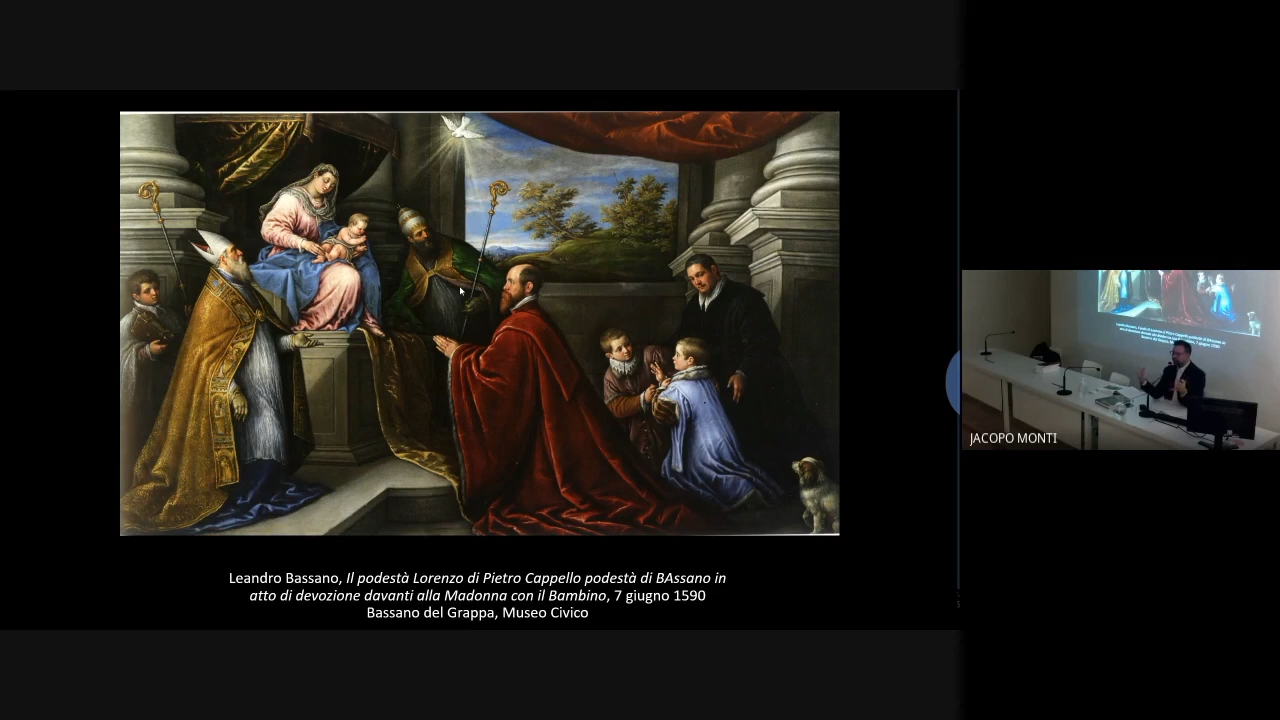 Leandro Bassano, Il podestà Lorenzo di Pietro Cappello podestà di BAssano in
atto di devozione davanti alla Madonna con il Bambino, 7 giugno 1590
Bassano del Grappa, Museo Civico
JACOPO MONTI